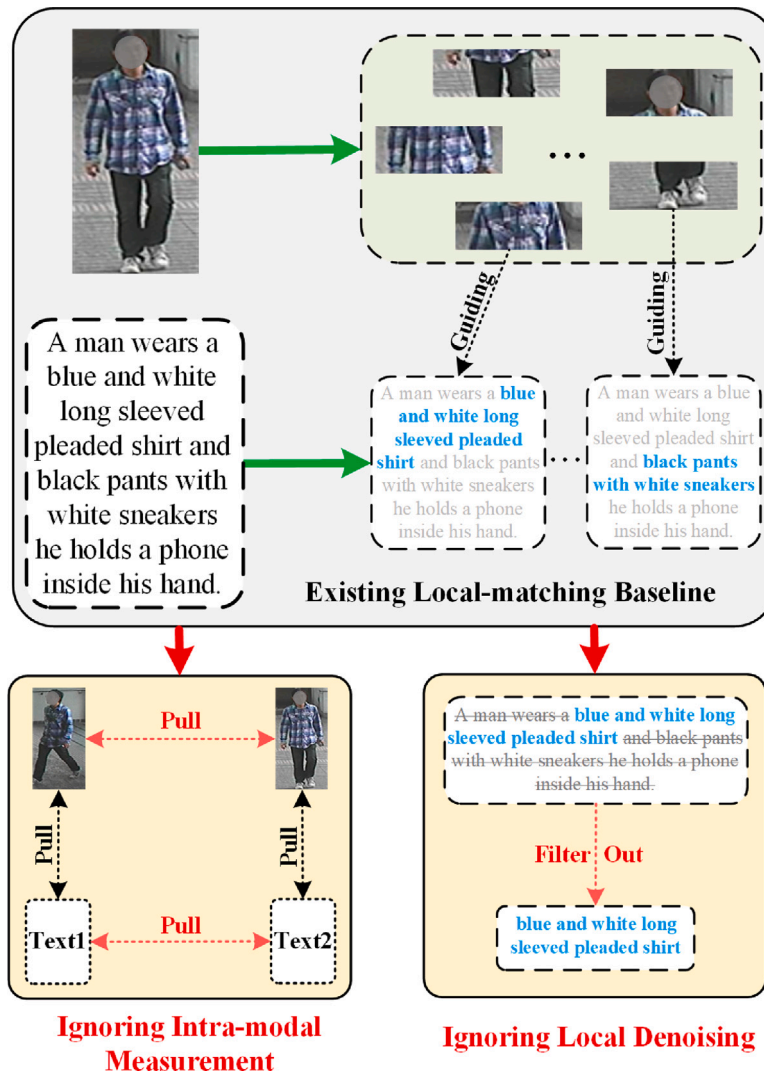 A man wears a
blue and white
long sleeved
pleaded shirt and
black pants with
white sneakers
he holds a phone
inside his hand.
...
Guiding
Guiding
A man wears a blue
and white long
sleeved pleaded
shirt and black pants
with white sneakers
he holds a phone
inside his hand.
...
A man wears a blue
and white long
sleeved pleaded shirt
and black pants
with white sneakers
he holds a phone
inside his hand.
Existing Local-matching Baseline
Pull
Pull
Pull
Text1
Pull
Text2
Ignoring Intra-modal
Measurement
A man wears a blue and white long
sleeved pleaded shirt and black pants
with white sneakers he holds a phone
inside his hand.
Filter Out
blue and white long
sleeved pleaded shirt
Ignoring Local Denoising